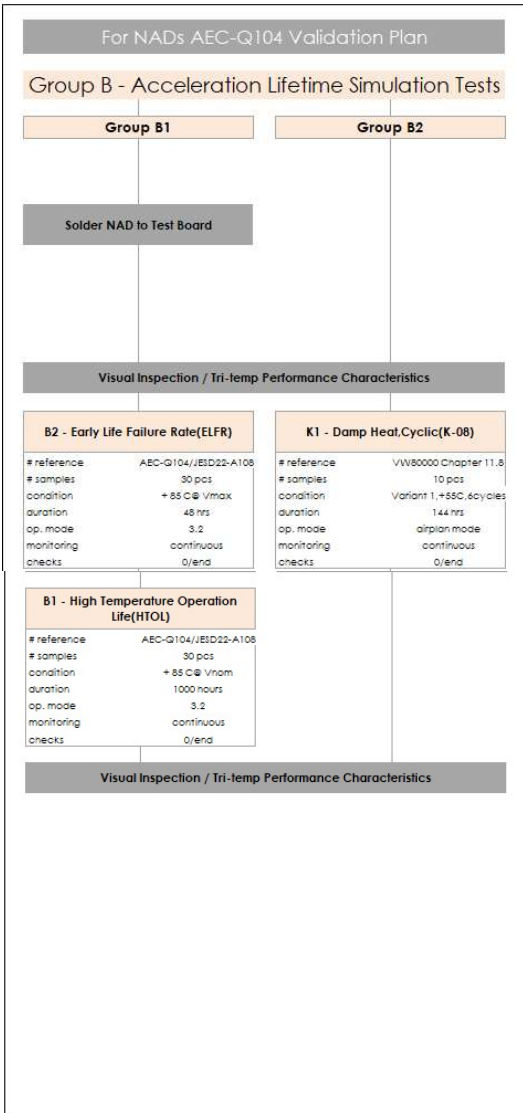 For NADs AEC-Q104 Validation Plan
Group B - Acceleration Lifetime Simulation Tests
Group B1
Group B2
Solder NAD to Test Board
Visual Inspection / Tri-temp Performance Characteristics
B2 - Early Life Failure Rate(ELFR)
# reference AEC-Q104/JESD22-A108
# samples 30 pcs
condition + 85 C@ Vmax
duration 48 hrs
op. mode 3.2
monitoring continuous
checks 0/end
K1 - Damp Heat,Cyclic(K-08)
# reference VW80000 Chapter 11.8
# samples 10 pcs
condition Variant 1,+55C,6cycles
duration 144 hrs
op. mode airplan mode
monitoring continuous
checks 0/end
B1 - High Temperature Operation
Life(HTOL)
# reference AEC-Q104/JESD22-A108
# samples 30 pcs
condition + 85 C@ Vnom
duration 1000 hours
op. mode 3.2
monitoring continuous
checks 0/end
Visual Inspection / Tri-temp Performance Characteristics